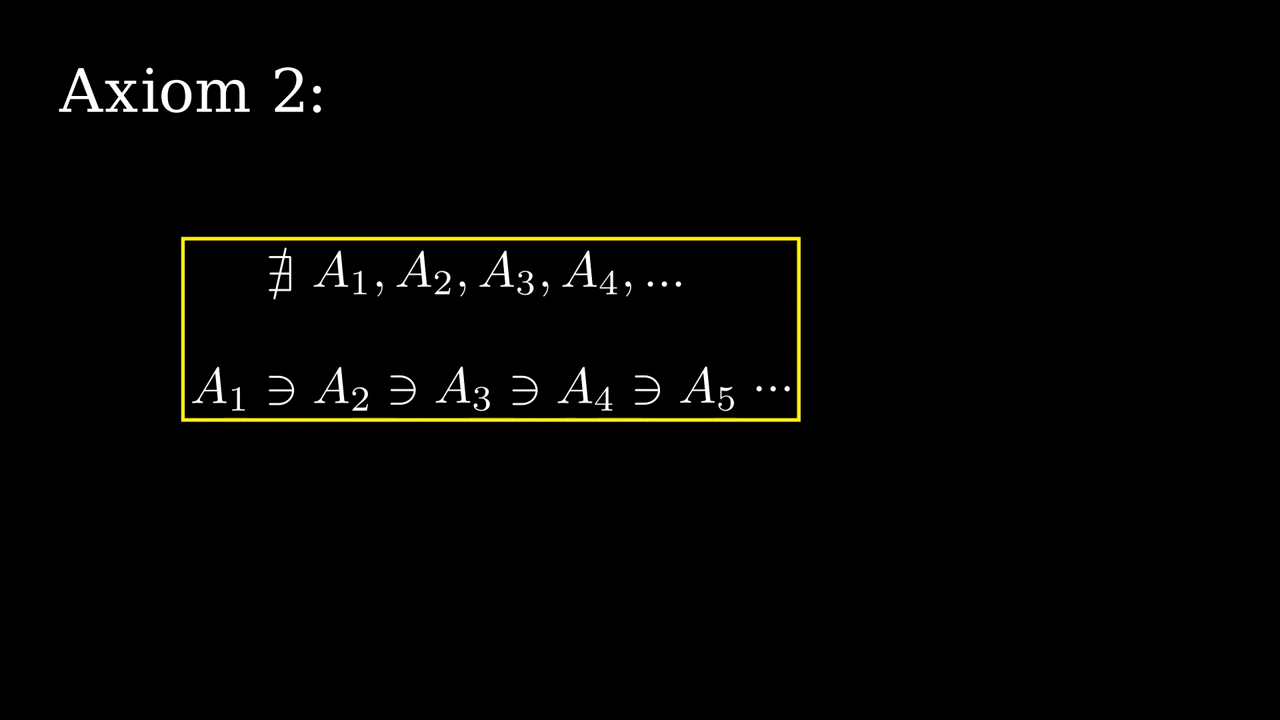 Axiom 2:
∄ A₁, A₂, A₃, A₄, ...
A₁ ∋ A₂ ∋ A₃ ∋ A₄ ∋ A₅ ⋯